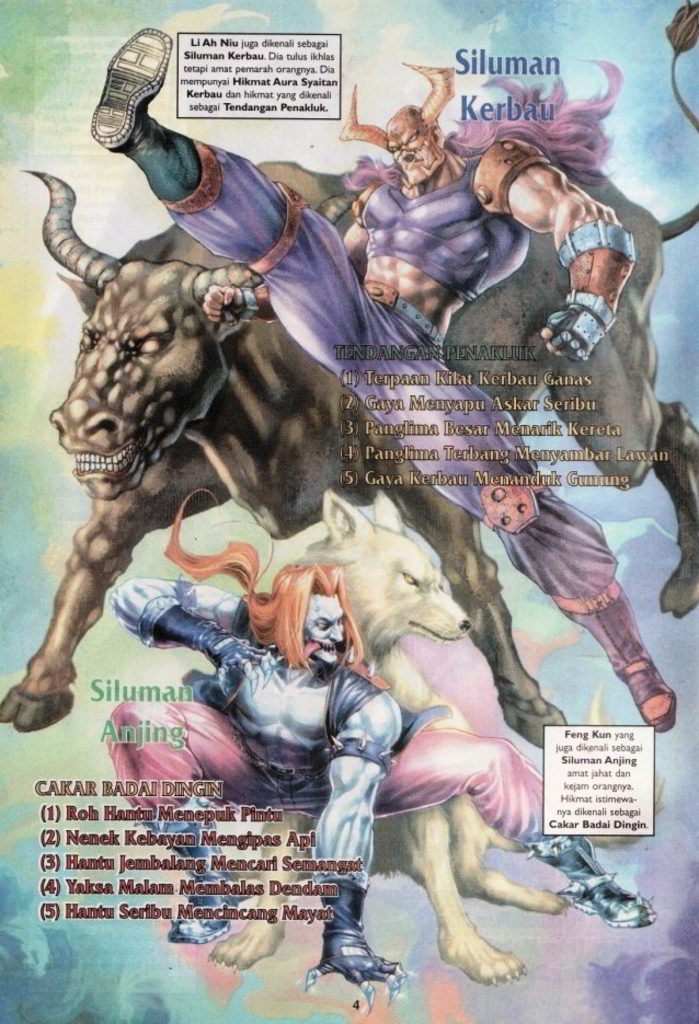 Li Ah Niu juga dikenali sebagai
Siluman Kerbau. Dia tulus ikhlas
tetapi amat pemarah orangnya. Dia
mempunyai Hikmat Aura Syaitan
Kerbau dan hikmat yang dikenali
sebagai Tendangan Penakluk.
Siluman
Kerbau
TENDANGAN PENAKLUK
(1) Terpaan Kilat Kerbau Ganas
(2) Gaya Menyapu Askar Seribu
(3) Panglima Besar Menarik Kereta
(4) Panglima Terbang Menyambar Lawan
(5) Gaya Kerbau Menanduk Gunung
Siluman
Anjing
Feng Kun yang
juga dikenali sebagai
Siluman Anjing
amat jahat dan
kejam orangnya.
Hikmat istimewa-
nya dikenali sebagai
Cakar Badai Dingin.
CAKAR BADAI DINGIN
(1) Roh Hantu Menepuk Pintu
(2) Nenek Kebayan Mengipas Api
(3) Hantu Jembalang Mencari Semangat
(4) Yaksa Malam Membalas Dendam
(5) Hantu Seribu Mencincang Mayat
4